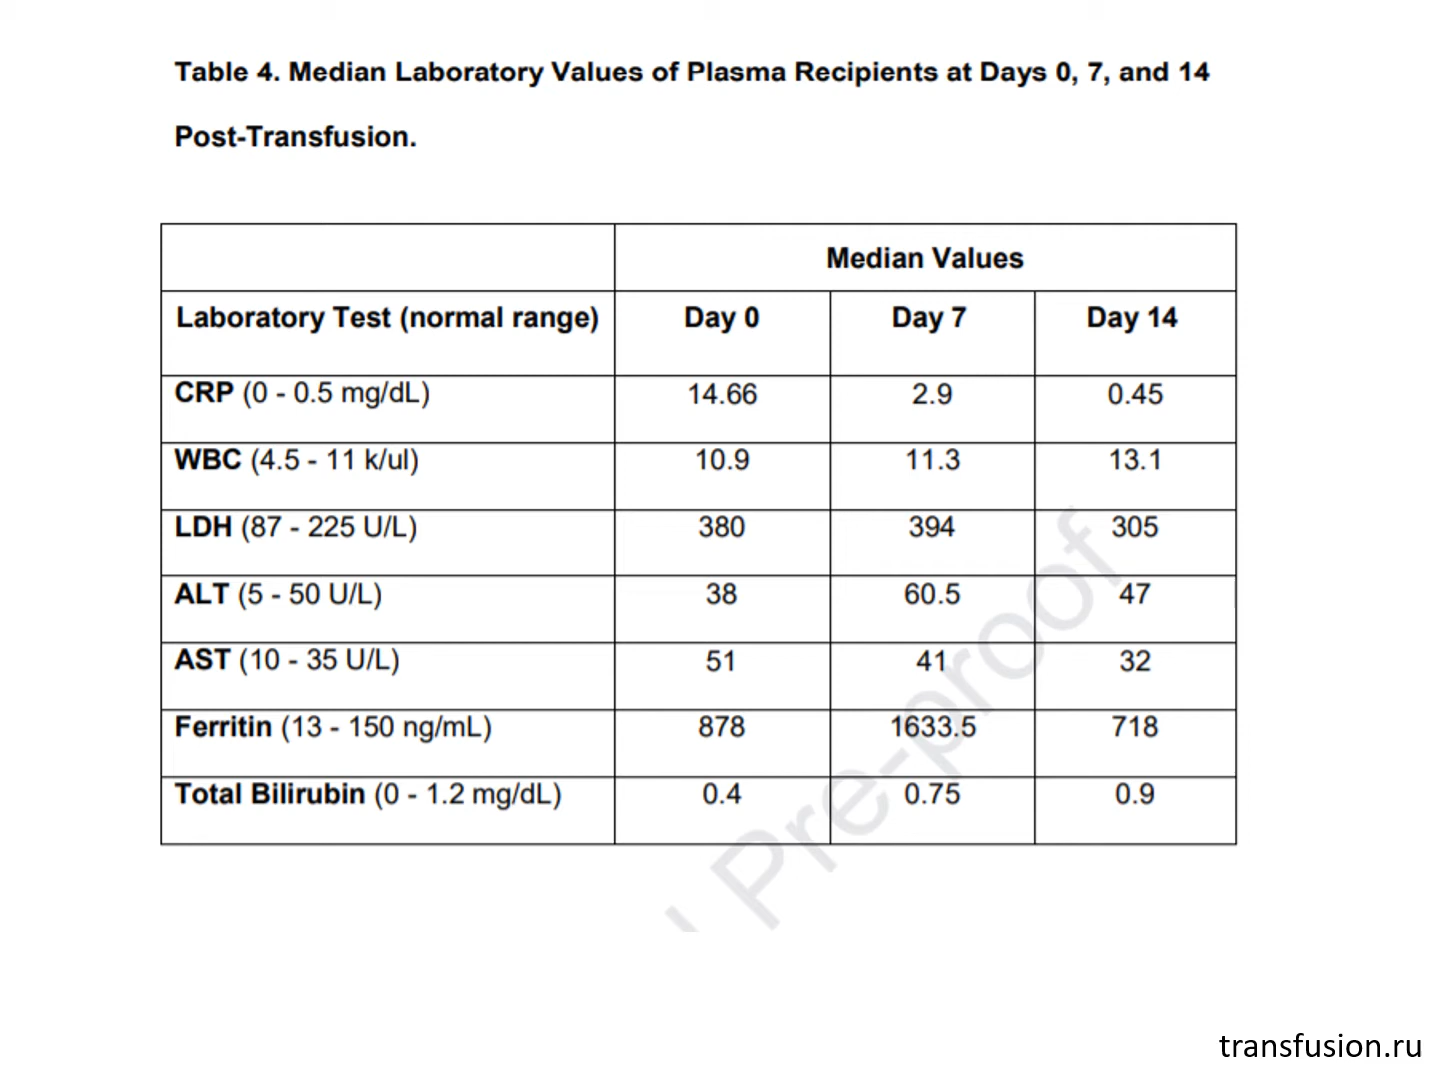 Table 4. Median Laboratory Values of Plasma Recipients at Days 0, 7, and 14
Post-Transfusion.
Median Values
Laboratory Test (normal range) Day 0 Day 7 Day 14
CRP (0 - 0.5 mg/dL) 14.66 2.9 0.45
WBC (4.5 - 11 k/ul) 10.9 11.3 13.1
LDH (87 - 225 U/L) 380 394 305
ALT (5 - 50 U/L) 38 60.5 47
AST (10 - 35 U/L) 51 41 32
Ferritin (13 - 150 ng/mL) 878 1633.5 718
Total Bilirubin (0 - 1.2 mg/dL) 0.4 0.75 0.9
Pre-proof
transfusion.ru